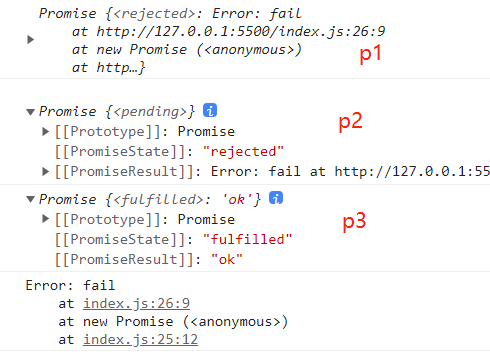 Promise {<rejected>: Error: fail
at http://127.0.0.1:5500/index.js:26:9
at new Promise (<anonymous>)
at http…}
p1
Promise {<pending>} i
p2
[[Prototype]]: Promise
[[PromiseState]]: "rejected"
[[PromiseResult]]: Error: fail at http://127.0.0.1:55
Promise {<fulfilled>: 'ok'} i
p3
[[Prototype]]: Promise
[[PromiseState]]: "fulfilled"
[[PromiseResult]]: "ok"
Error: fail
at index.js:26:9
at new Promise (<anonymous>)
at index.js:25:12